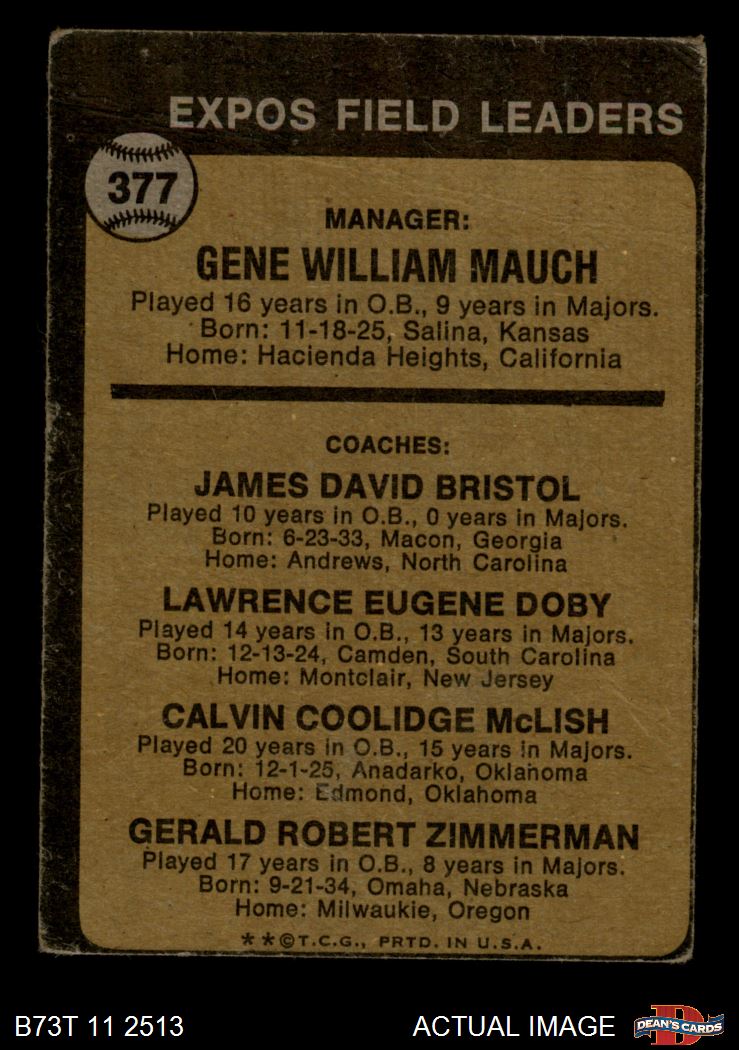 EXPOS FIELD LEADERS
377
MANAGER:
GENE WILLIAM MAUCH
Played 16 years in O.B., 9 years in Majors.
Born: 11-18-25, Salina, Kansas
Home: Hacienda Heights, California
COACHES:
JAMES DAVID BRISTOL
Played 10 years in O.B., 0 years in Majors.
Born: 6-23-33, Macon, Georgia
Home: Andrews, North Carolina
LAWRENCE EUGENE DOBY
Played 14 years in O.B., 13 years in Majors.
Born: 12-13-24, Camden, South Carolina
Home: Montclair, New Jersey
CALVIN COOLIDGE McLISH
Played 20 years in O.B., 15 years in Majors.
Born: 12-1-25, Anadarko, Oklahoma
Home: Edmond, Oklahoma
GERALD ROBERT ZIMMERMAN
Played 17 years in O.B., 8 years in Majors.
Born: 9-21-34, Omaha, Nebraska
Home: Milwaukie, Oregon
**©T.C.G., PRTD. IN U.S.A.
B73T 11 2513 ACTUAL IMAGE D DEAN'S CARDS